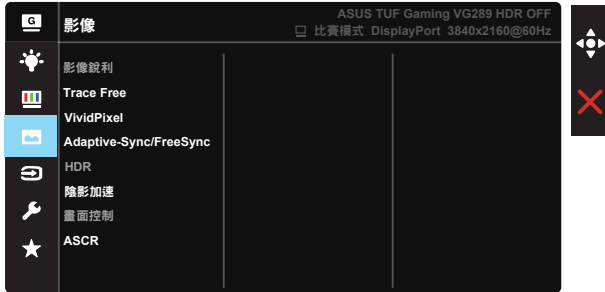 G
影像
ASUS TUF Gaming VG289 HDR OFF
比賽模式 DisplayPort 3840x2160@60Hz
影像銳利
Trace Free
VividPixel
Adaptive-Sync/FreeSync
HDR
陰影加速
畫面控制
ASCR